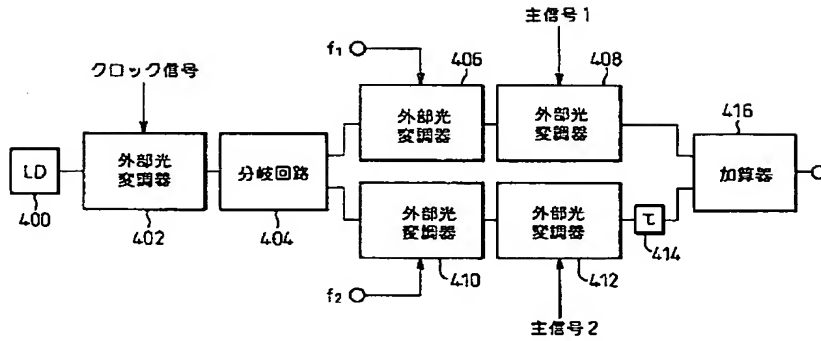 主信号1
f₁
406
408
クロック信号
外部光
変調器
外部光
変調器
416
LD
外部光
変調器
分岐回路
加算器
400
402
404
外部光
変調器
外部光
変調器
τ
414
f₂
410
412
主信号2